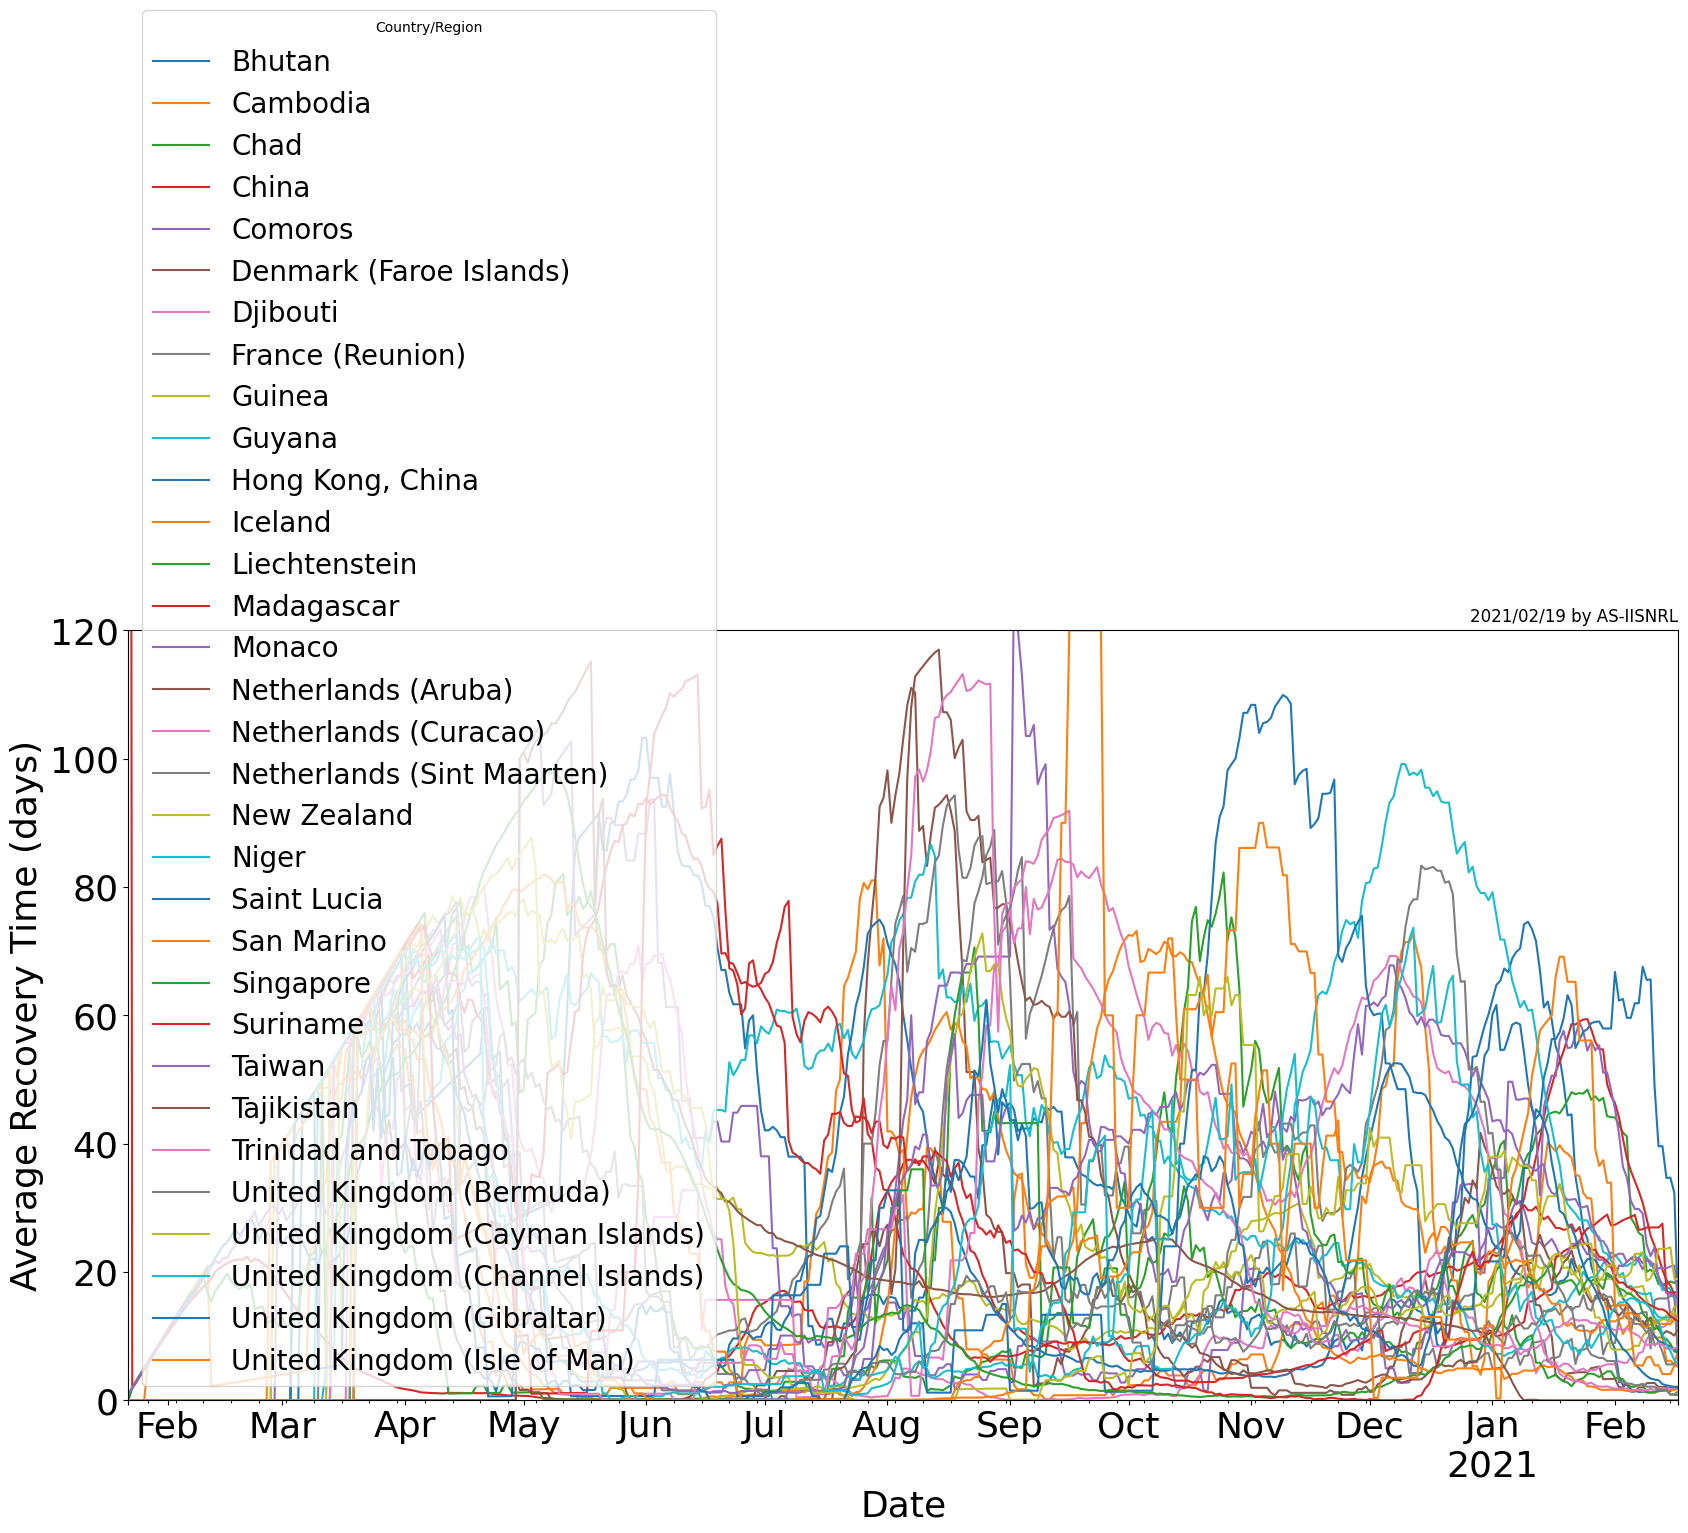 Country/Region
Bhutan
Cambodia
Chad
China
Comoros
Denmark (Faroe Islands)
Djibouti
France (Reunion)
Guinea
Guyana
Hong Kong, China
Iceland
Liechtenstein
Madagascar
Monaco
Netherlands (Aruba)
Netherlands (Curacao)
Netherlands (Sint Maarten)
New Zealand
Niger
Saint Lucia
San Marino
Singapore
Suriname
Taiwan
Tajikistan
Trinidad and Tobago
United Kingdom (Bermuda)
United Kingdom (Cayman Islands)
United Kingdom (Channel Islands)
United Kingdom (Gibraltar)
United Kingdom (Isle of Man)
2021/02/19 by AS-IISNRL
Average Recovery Time (days)
120
100
80
60
40
20
0
Feb Mar Apr May Jun Jul Aug Sep Oct Nov Dec Jan Feb
2021
Date